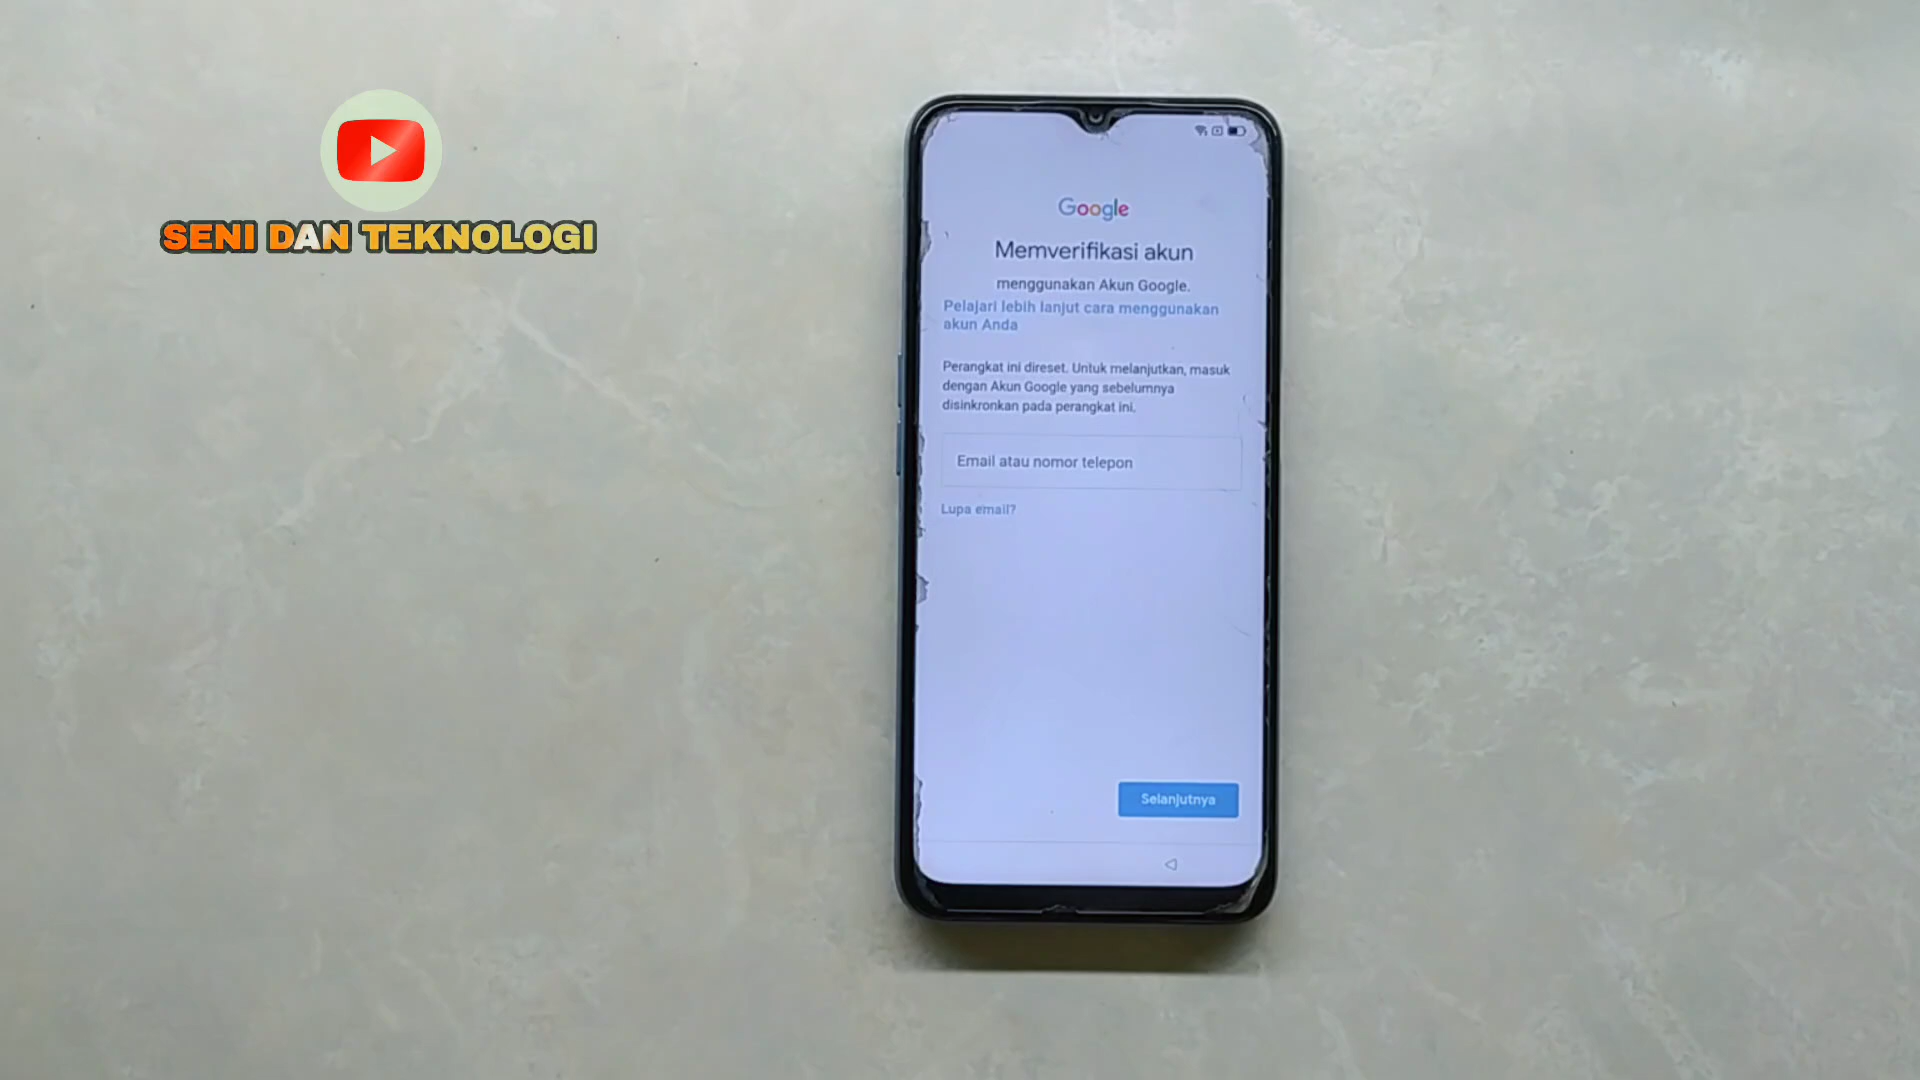 SENI DAN TEKNOLOGI
Google
Memverifikasi akun
menggunakan Akun Google.
Pelajari lebih lanjut cara menggunakan
akun Anda
Perangkat ini direset. Untuk melanjutkan, masuk
dengan Akun Google yang sebelumnya
disinkronkan pada perangkat ini.
Email atau nomor telepon
Lupa email?
Selanjutnya